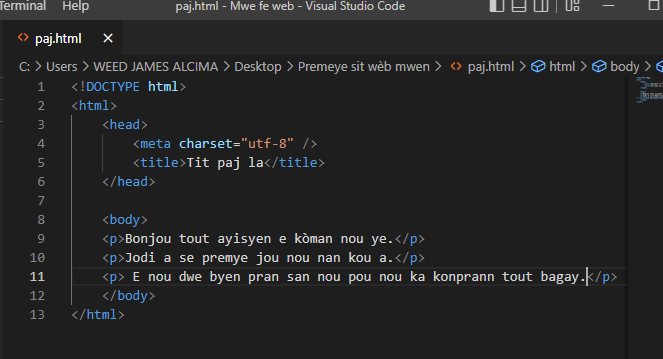 Terminal Help paj.html - Mwe fe web - Visual Studio Code
paj.html ×
C: > Users > WEED JAMES ALCIMA > Desktop > Premeye sit wèb mwen > paj.html > html > body >
1 <!DOCTYPE html>
2 <html>
3 <head>
4 <meta charset="utf-8" />
5 <title>Tit paj la</title>
6 </head>
7
8 <body>
9 <p>Bonjou tout ayisyen e kòman nou ye.</p>
10 <p>Jodi a se premye jou nou nan kou a.</p>
11 <p> E nou dwe byen pran san nou pou nou ka konprann tout bagay.</p>
12 </body>
13 </html>